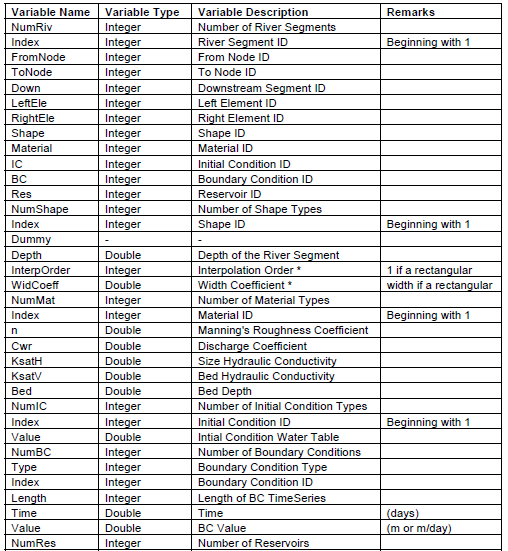 Variable Name Variable Type Variable Description Remarks
NumRiv Integer Number of River Segments
Index Integer River Segment ID Beginning with 1
FromNode Integer From Node ID
ToNode Integer To Node ID
Down Integer Downstream Segment ID
LeftEle Integer Left Element ID
RightEle Integer Right Element ID
Shape Integer Shape ID
Material Integer Material ID
IC Integer Initial Condition ID
BC Integer Boundary Condition ID
Res Integer Reservoir ID
NumShape Integer Number of Shape Types
Index Integer Shape ID Beginning with 1
Dummy - -
Depth Double Depth of the River Segment
InterpOrder Integer Interpolation Order * 1 if a rectangular
WidCoeff Double Width Coefficient * width if a rectangular
NumMat Integer Number of Material Types
Index Integer Material ID Beginning with 1
n Double Manning's Roughness Coefficient
Cwr Double Discharge Coefficient
KsatH Double Size Hydraulic Conductivity
KsatV Double Bed Hydraulic Conductivity
Bed Double Bed Depth
NumIC Integer Number of Initial Condition Types
Index Integer Initial Condition ID Beginning with 1
Value Double Intial Condition Water Table
NumBC Integer Number of Boundary Conditions
Type Integer Boundary Condition Type
Index Integer Boundary Condition ID
Length Integer Length of BC TimeSeries
Time Double Time (days)
Value Double BC Value (m or m/day)
NumRes Integer Number of Reservoirs